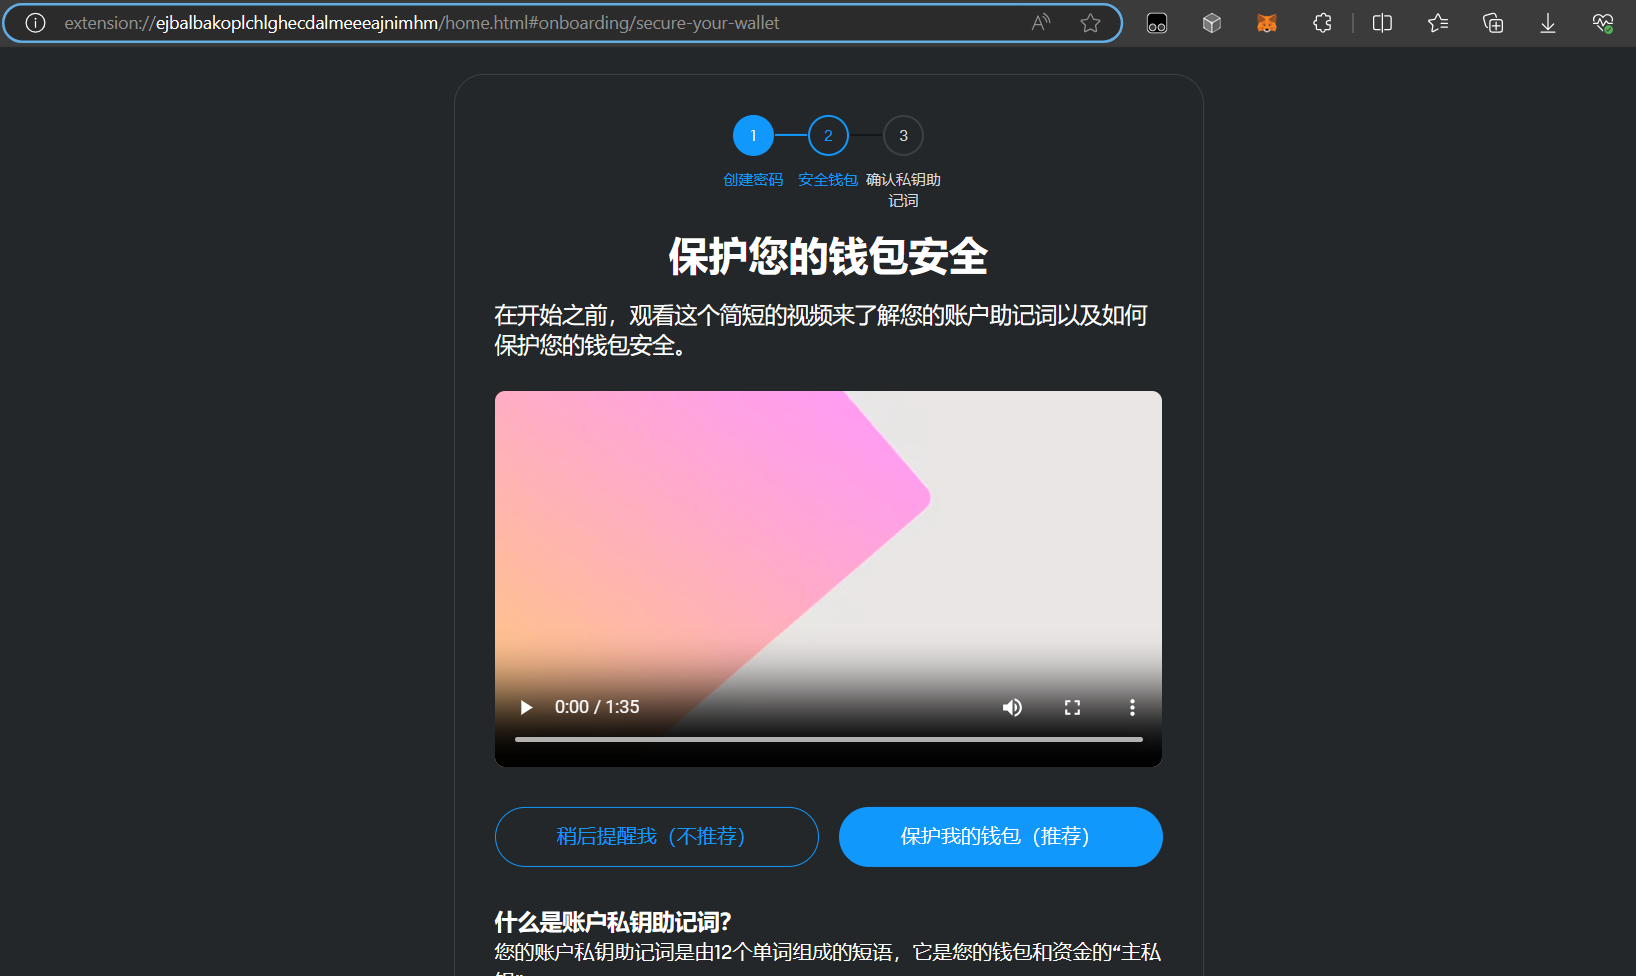 extension://ejbalbakoplchlghecdalmeeeajnimhm/home.html#onboarding/secure-your-wallet
1
2
3
创建密码
安全钱包
确认私钥助
记词
保护您的钱包安全
在开始之前，观看这个简短的视频来了解您的账户助记词以及如何
保护您的钱包安全。
0:00 / 1:35
稍后提醒我（不推荐）
保护我的钱包（推荐）
什么是账户私钥助记词？
您的账户私钥助记词是由12个单词组成的短语，它是您的钱包和资金的“主私